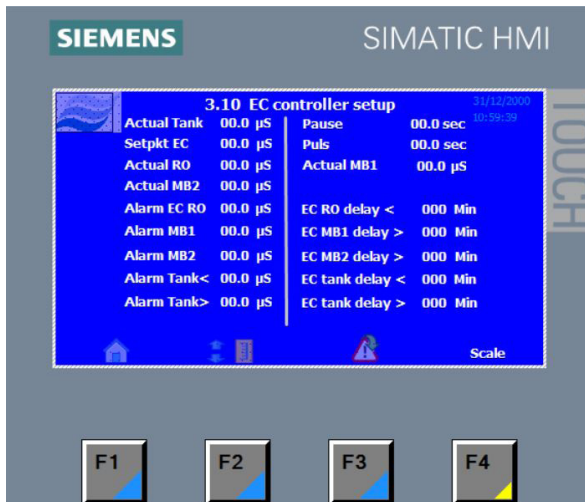 SIEMENS
SIMATIC HMI
TOUCH
3.10 EC controller setup
31/12/2000
10:59:39
Actual Tank 00.0 µS
Setpkt EC 00.0 µS
Actual RO 00.0 µS
Actual MB2 00.0 µS
Alarm EC RO 00.0 µS
Alarm MB1 00.0 µS
Alarm MB2 00.0 µS
Alarm Tank< 00.0 µS
Alarm Tank> 00.0 µS
Pause 00.0 sec
Puls 00.0 sec
Actual MB1 00.0 µS
EC RO delay < 000 Min
EC MB1 delay > 000 Min
EC MB2 delay > 000 Min
EC tank delay < 000 Min
EC tank delay > 000 Min
Scale
F1
F2
F3
F4